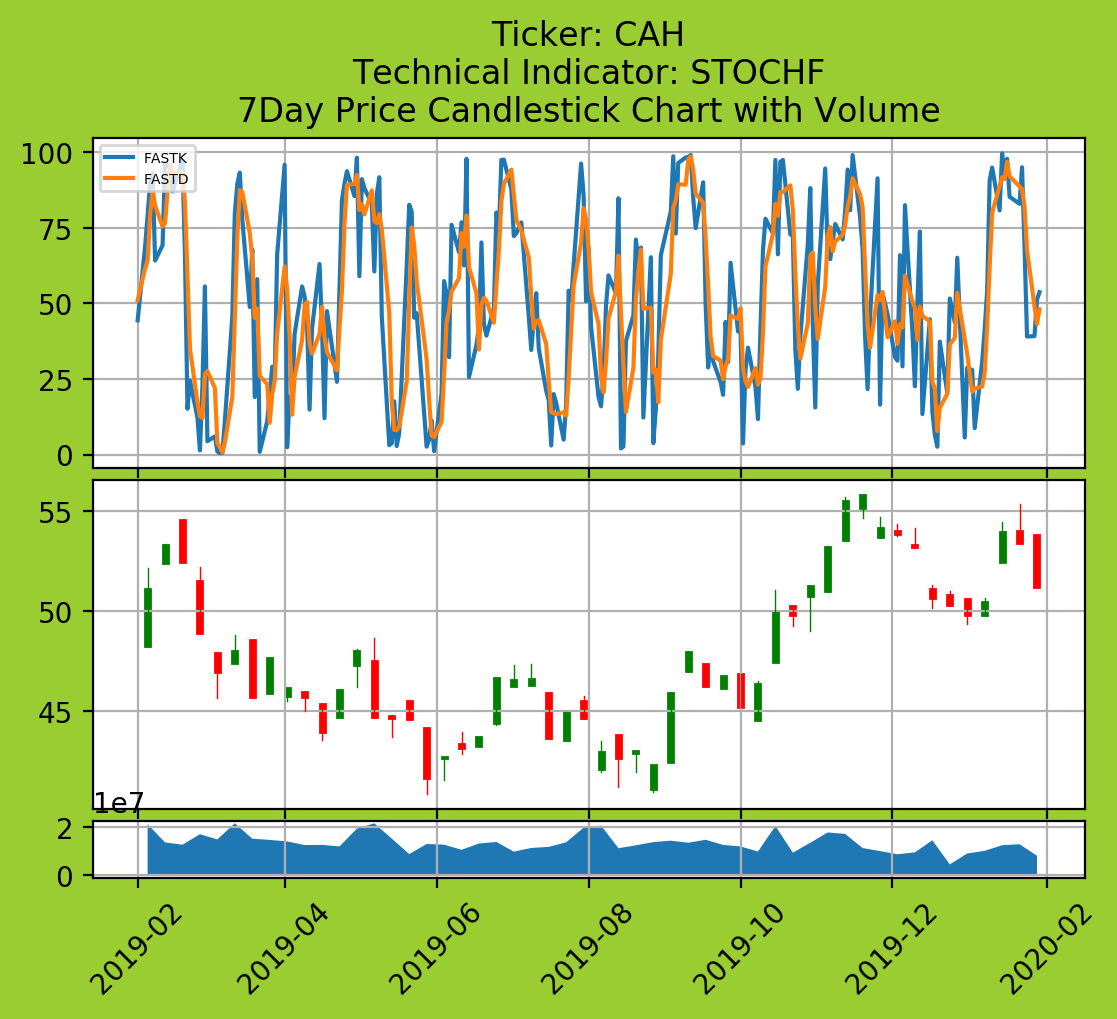 Ticker: CAH
Technical Indicator: STOCHF
7Day Price Candlestick Chart with Volume
100
75
50
25
0
FASTK
FASTD
55
50
45
1e7
2
0
2019-02
2019-04
2019-06
2019-08
2019-10
2019-12
2020-02